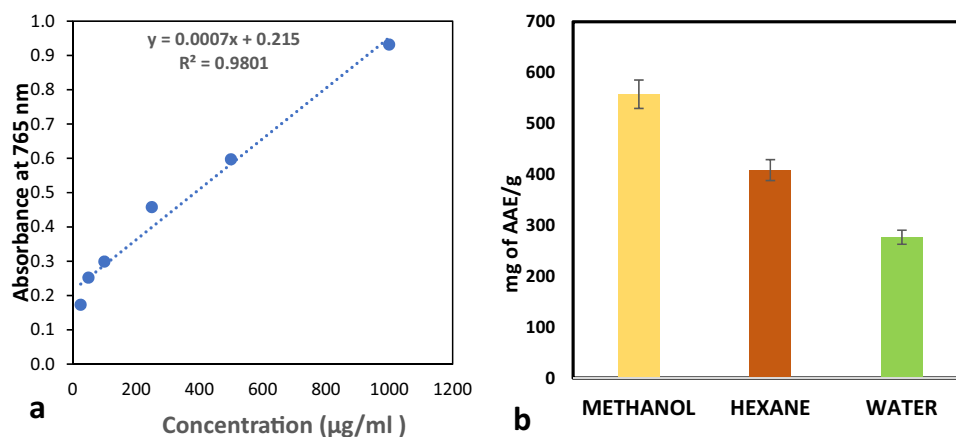 y = 0.0007x + 0.215
R² = 0.9801
Absorbance at 765 nm
1.0
0.9
0.8
0.7
0.6
0.5
0.4
0.3
0.2
0.1
0.0
0 200 400 600 800 1000 1200
Concentration (µg/ml )
a
mg of AAE/g
700
600
500
400
300
200
100
0
METHANOL HEXANE WATER
b